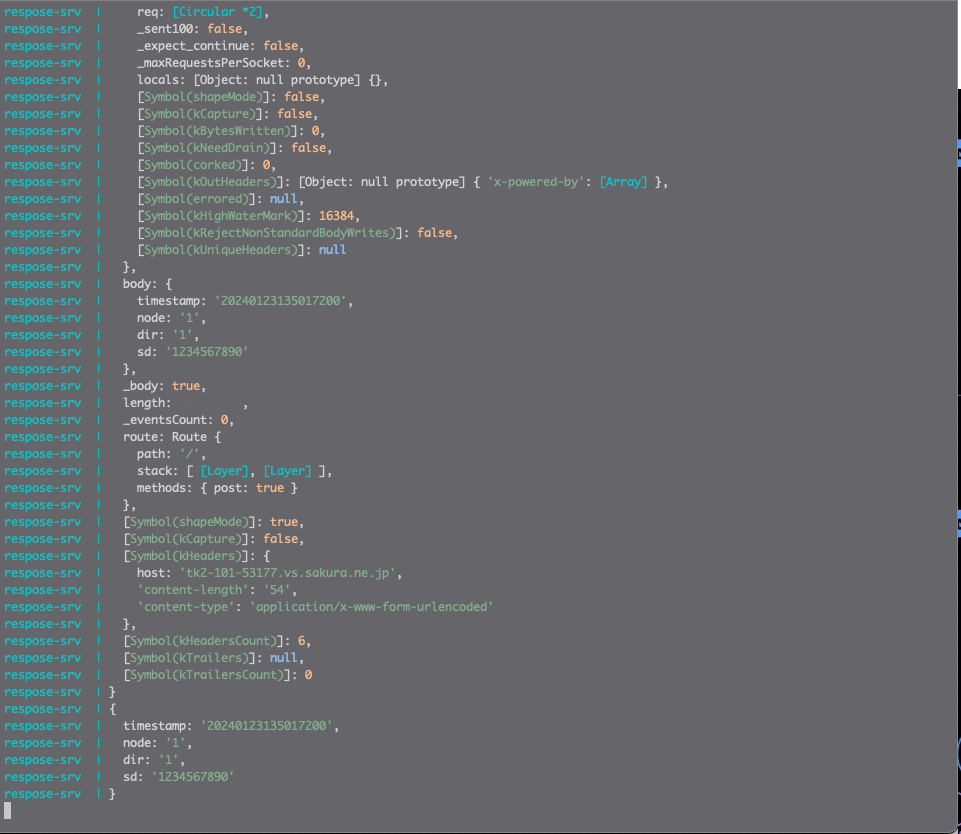 respose-srv  |     req: [Circular *2],
respose-srv  |     _sent100: false,
respose-srv  |     _expect_continue: false,
respose-srv  |     _maxRequestsPerSocket: 0,
respose-srv  |     locals: [Object: null prototype] {},
respose-srv  |     [Symbol(shapeMode)]: false,
respose-srv  |     [Symbol(kCapture)]: false,
respose-srv  |     [Symbol(kBytesWritten)]: 0,
respose-srv  |     [Symbol(kNeedDrain)]: false,
respose-srv  |     [Symbol(corked)]: 0,
respose-srv  |     [Symbol(kOutHeaders)]: [Object: null prototype] { 'x-powered-by': [Array] },
respose-srv  |     [Symbol(errored)]: null,
respose-srv  |     [Symbol(kHighWaterMark)]: 16384,
respose-srv  |     [Symbol(kRejectNonStandardBodyWrites)]: false,
respose-srv  |     [Symbol(kUniqueHeaders)]: null
respose-srv  |   },
respose-srv  |   body: {
respose-srv  |     timestamp: '20240123135017200',
respose-srv  |     node: '1',
respose-srv  |     dir: '1',
respose-srv  |     sd: '1234567890'
respose-srv  |   },
respose-srv  |   _body: true,
respose-srv  |   length:          ,
respose-srv  |   _eventsCount: 0,
respose-srv  |   route: Route {
respose-srv  |     path: '/',
respose-srv  |     stack: [ [Layer], [Layer] ],
respose-srv  |     methods: { post: true }
respose-srv  |   },
respose-srv  |   [Symbol(shapeMode)]: true,
respose-srv  |   [Symbol(kCapture)]: false,
respose-srv  |   [Symbol(kHeaders)]: {
respose-srv  |     host: 'tk2-101-53177.vs.sakura.ne.jp',
respose-srv  |     'content-length': '54',
respose-srv  |     'content-type': 'application/x-www-form-urlencoded'
respose-srv  |   },
respose-srv  |   [Symbol(kHeadersCount)]: 6,
respose-srv  |   [Symbol(kTrailers)]: null,
respose-srv  |   [Symbol(kTrailersCount)]: 0
respose-srv  | }
respose-srv  | {
respose-srv  |   timestamp: '20240123135017200',
respose-srv  |   node: '1',
respose-srv  |   dir: '1',
respose-srv  |   sd: '1234567890'
respose-srv  | }